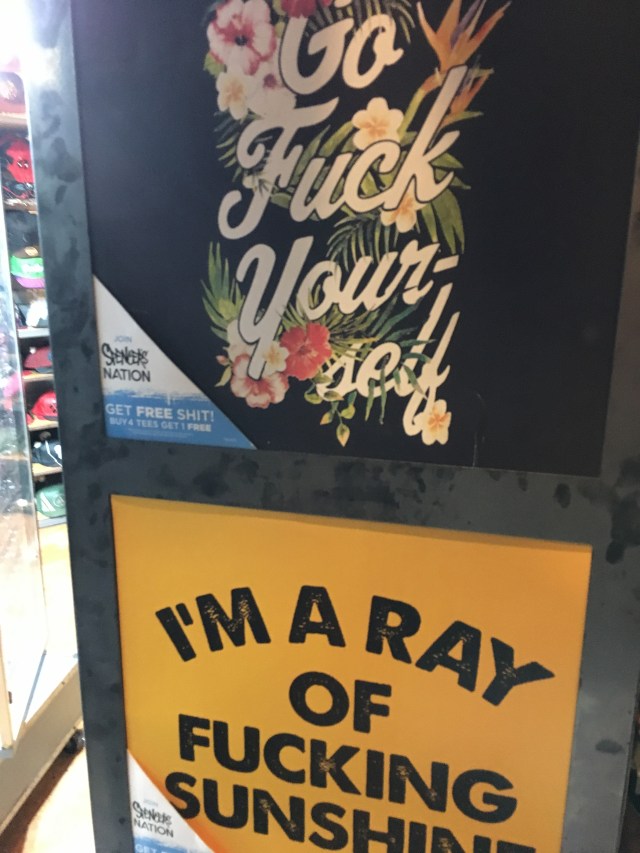 Go
Fuck
Your-
self
JOIN
SPENCER'S
NATION
GET FREE SHIT!
BUY 4 TEES GET 1 FREE
I'M A RAY
OF
FUCKING
SUNSHINE
SPENCER'S
NATION